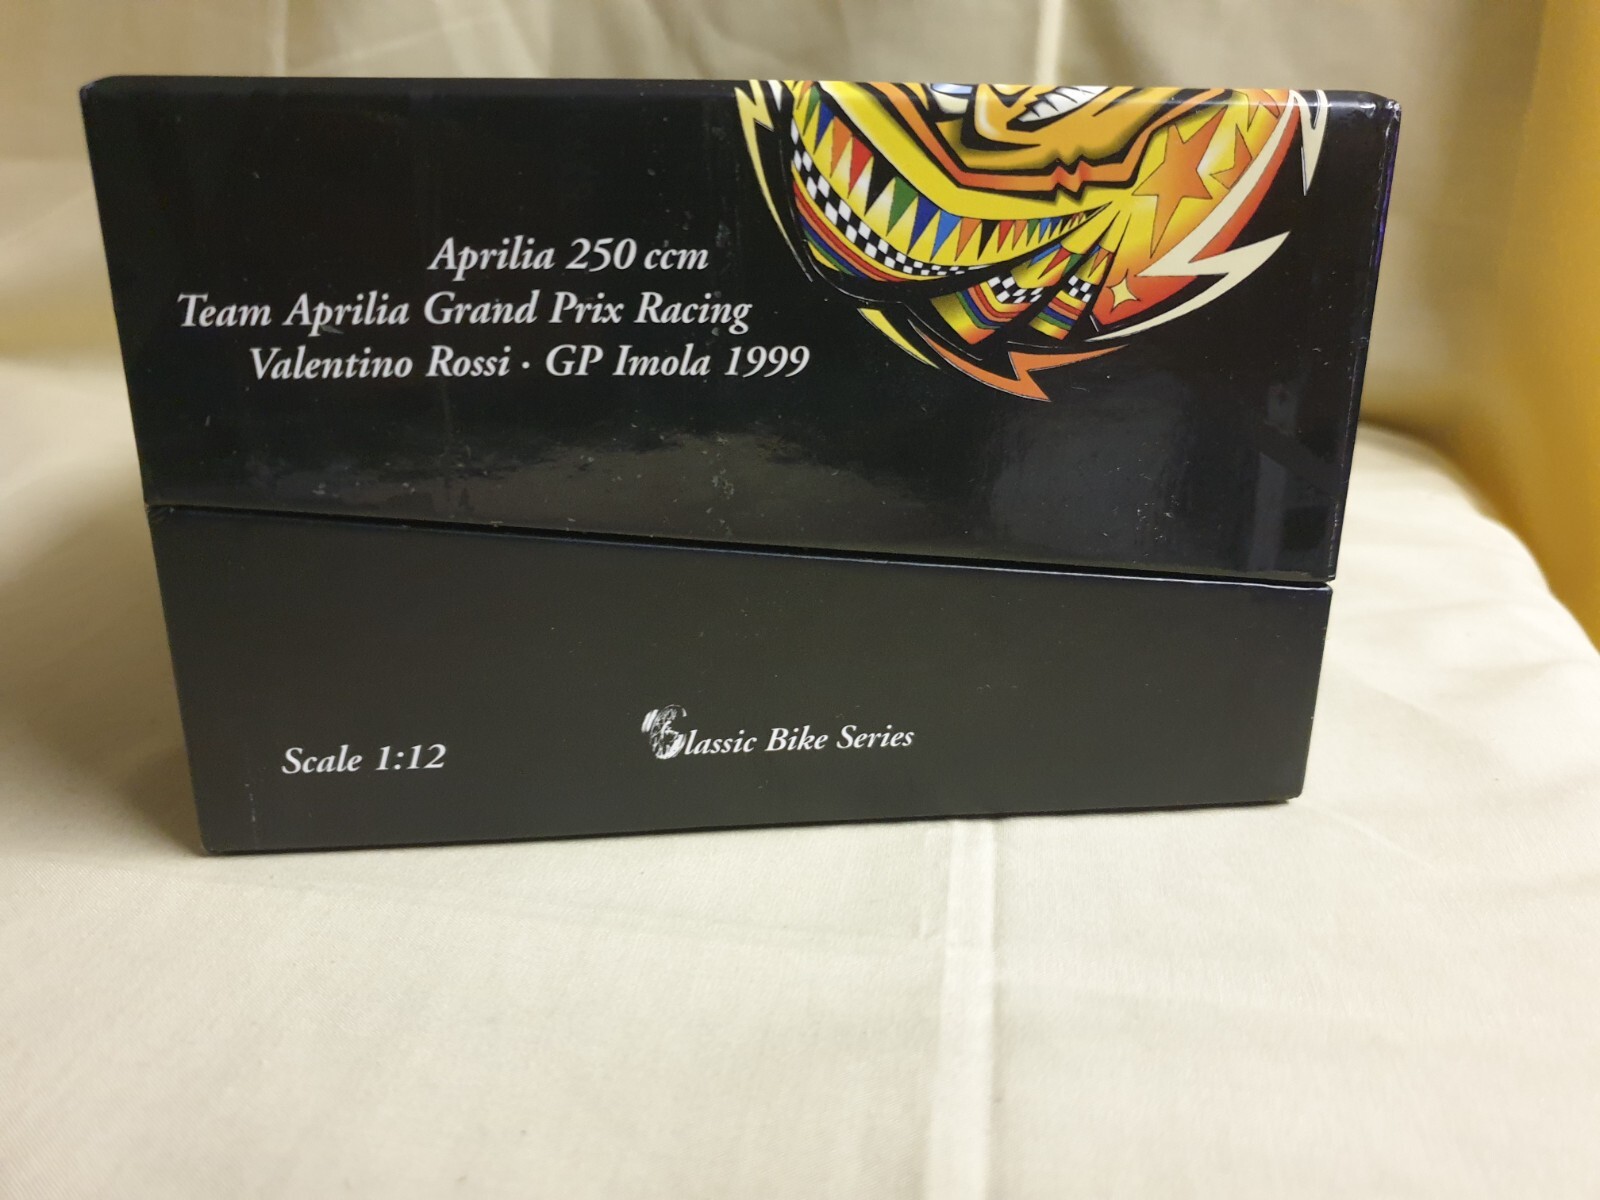 Aprilia 250 ccm
Team Aprilia Grand Prix Racing
Valentino Rossi · GP Imola 1999
Scale 1:12
Classic Bike Series